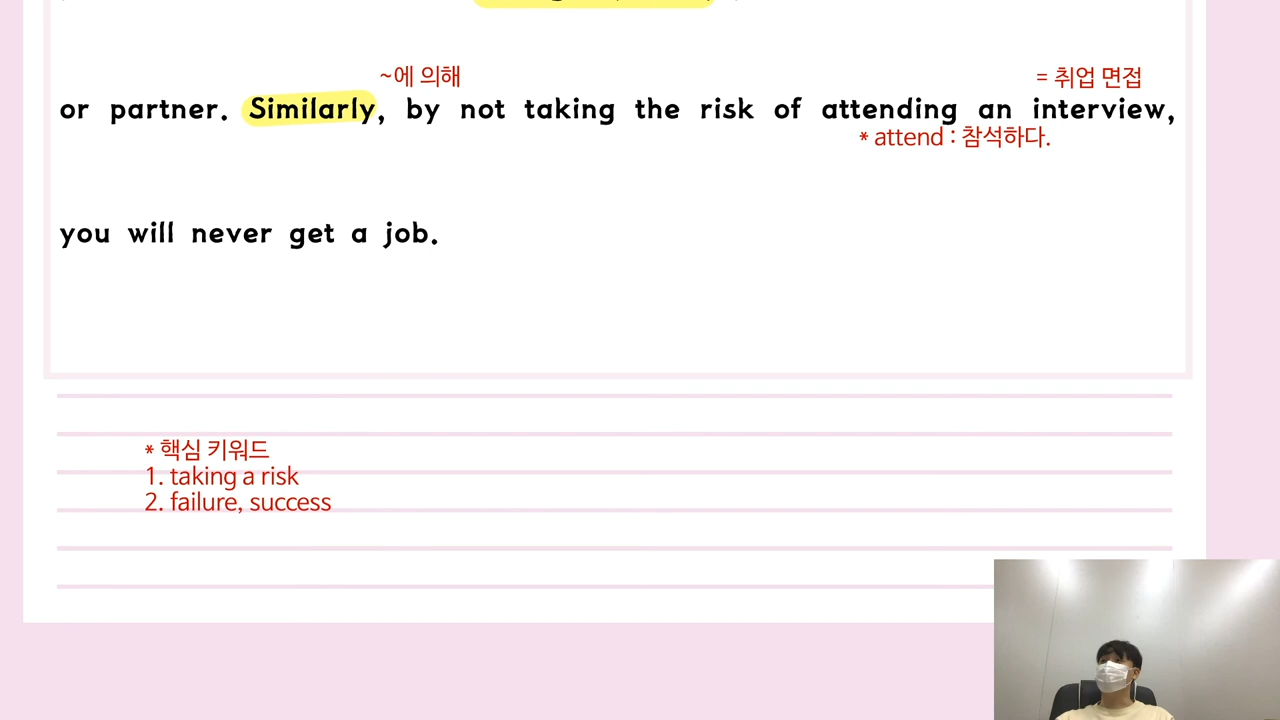 ~에 의해
= 취업 면접
or partner. Similarly, by not taking the risk of attending an interview,
* attend : 참석하다.
you will never get a job.
* 핵심 키워드
1. taking a risk
2. failure, success